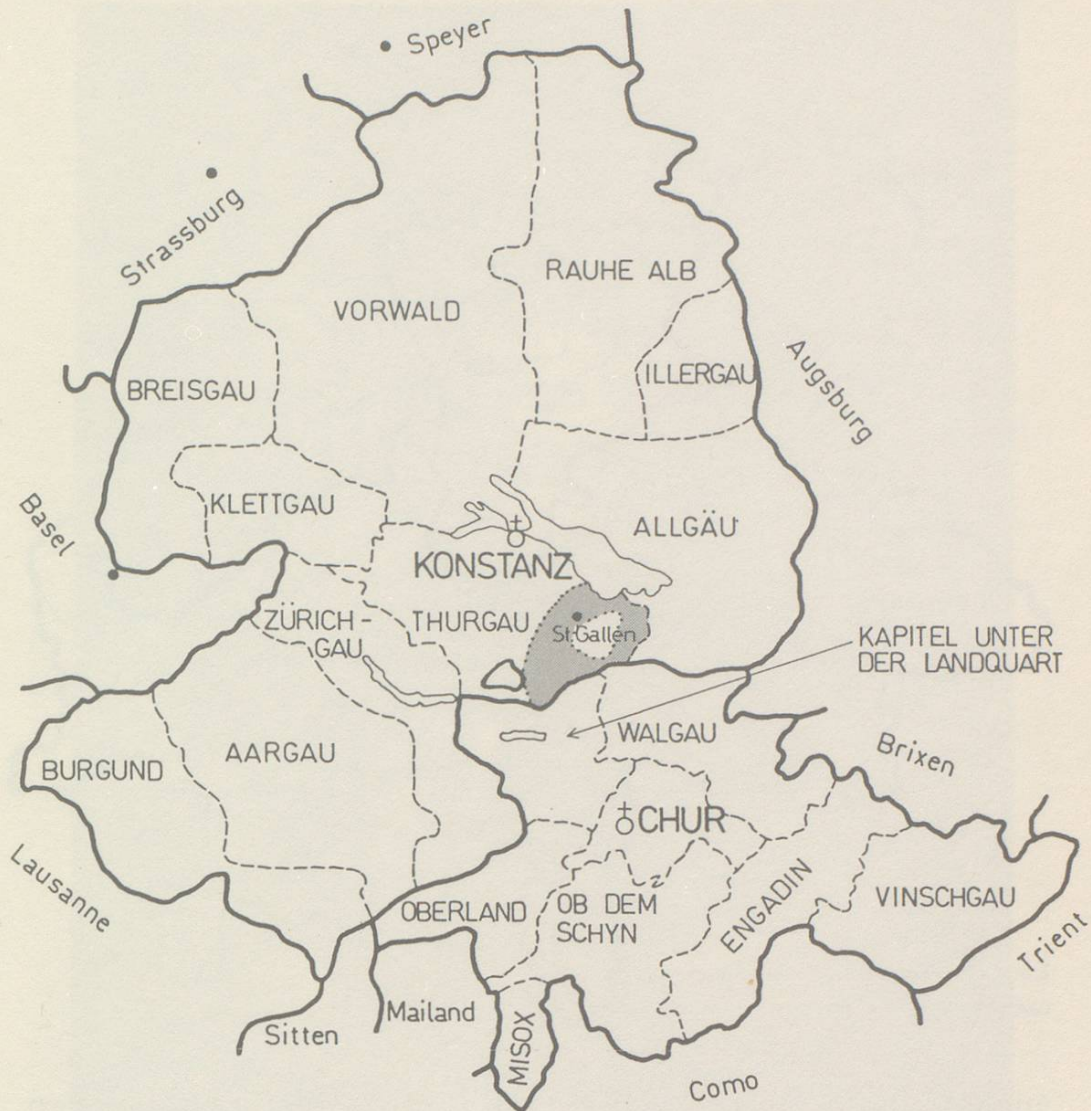 Speyer
Strassburg
RAUHE ALB
VORWALD
Augsburg
ILLERGAU
BREISGAU
Basel
KLETTGAU
ALLGÄU
KONSTANZ
ZÜRICH-
GAU
THURGAU
St.Gallen
KAPITEL UNTER
DER LANDQUART
WALGAU
AARGAU
BURGUND
Brixen
CHUR
Lausanne
OBERLAND
OB DEM
SCHYN
ENGADIN
VINSCHGAU
Trient
Mailand
Sitten
MISOX
Como